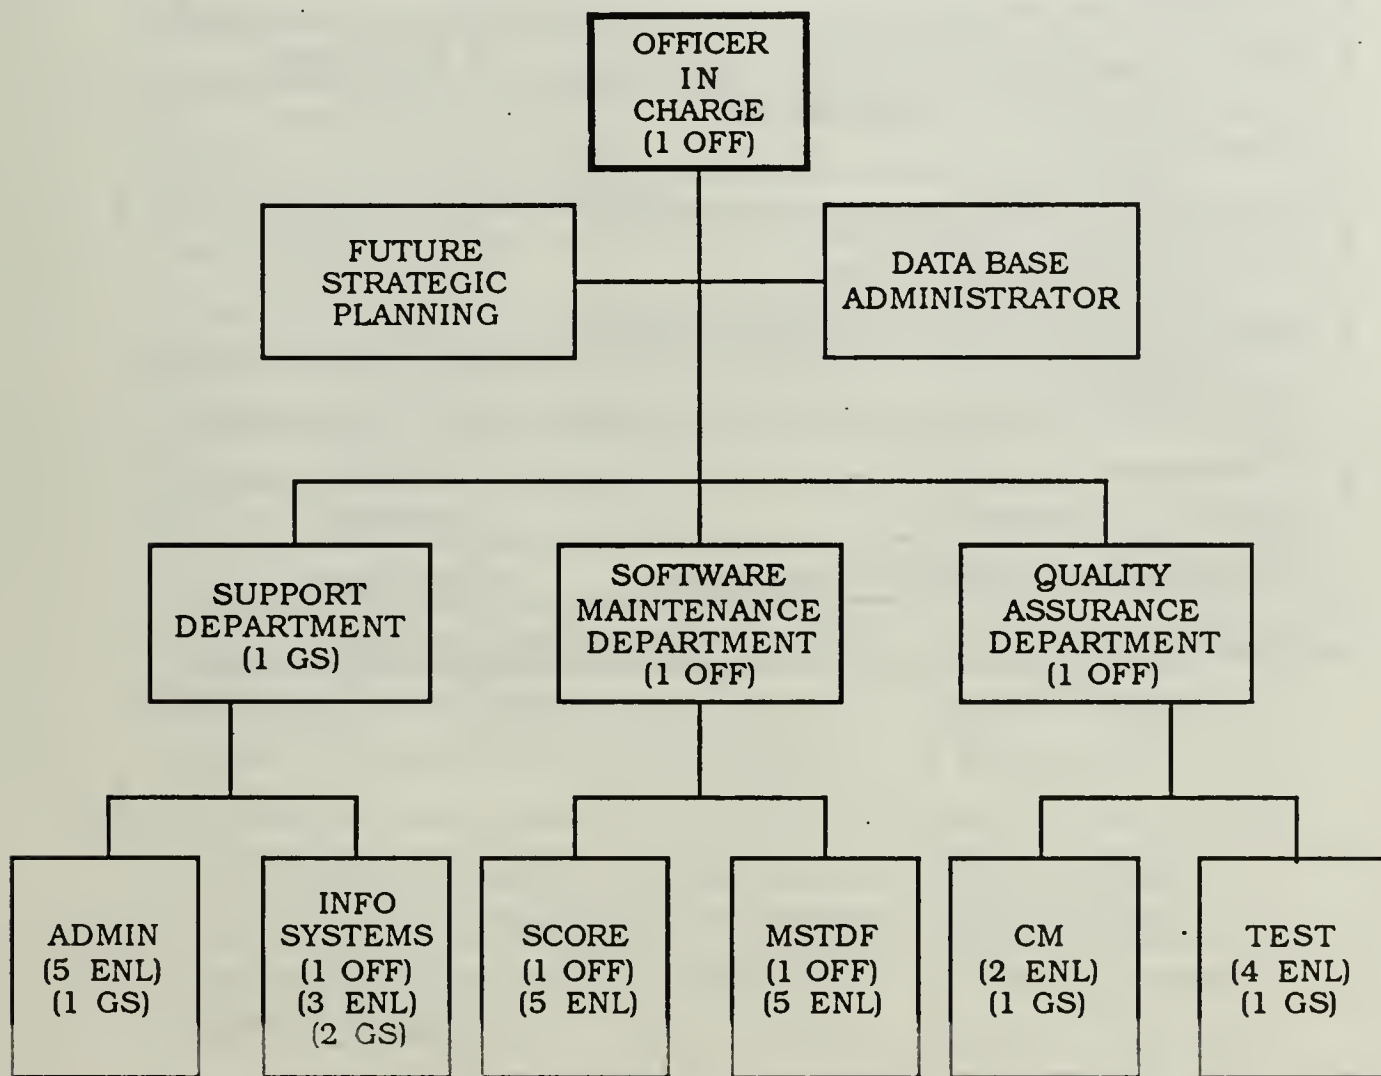 OFFICER
IN
CHARGE
(1 OFF)
FUTURE
STRATEGIC
PLANNING
DATA BASE
ADMINISTRATOR
SUPPORT
DEPARTMENT
(1 GS)
SOFTWARE
MAINTENANCE
DEPARTMENT
(1 OFF)
QUALITY
ASSURANCE
DEPARTMENT
(1 OFF)
ADMIN
(5 ENL)
(1 GS)
INFO
SYSTEMS
(1 OFF)
(3 ENL)
(2 GS)
SCORE
(1 OFF)
(5 ENL)
MSTDF
(1 OFF)
(5 ENL)
CM
(2 ENL)
(1 GS)
TEST
(4 ENL)
(1 GS)